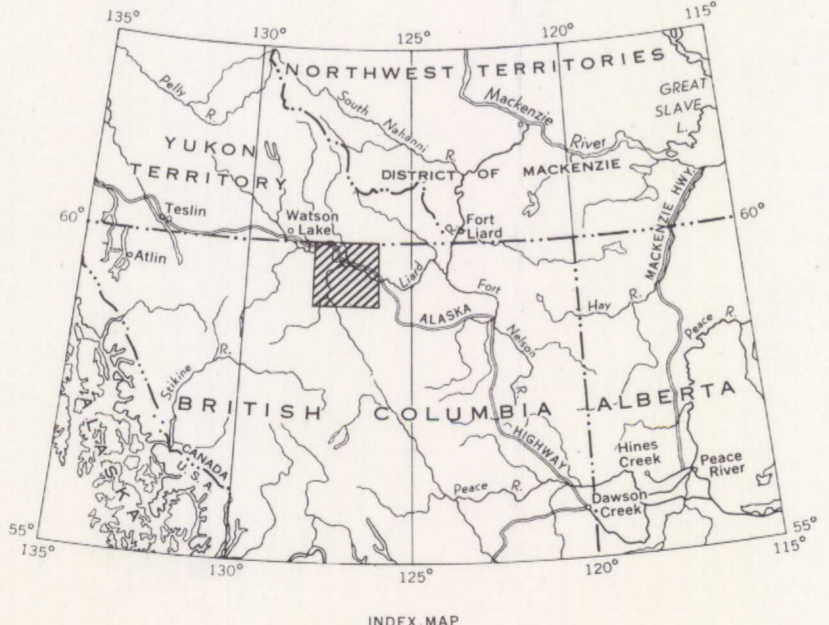 135°
130°
125°
120°
115°
NORTHWEST TERRITORIES
GREAT
SLAVE
L.
Pelly R.
South Nahanni R.
Mackenzie River
YUKON
TERRITORY
DISTRICT OF MACKENZIE
MACKENZIE HWY.
60°
Teslin
Watson
Lake
Fort
Liard
60°
Atlin
Liard R.
Fort Nelson R.
Hay R.
Peace R.
ALASKA HIGHWAY
Stikine R.
BRITISH COLUMBIA
ALBERTA
ALASKA
CANADA
U.S.A
Hines
Creek
Peace
River
Peace R.
Dawson
Creek
55°
55°
135°
130°
125°
120°
115°
INDEX MAP